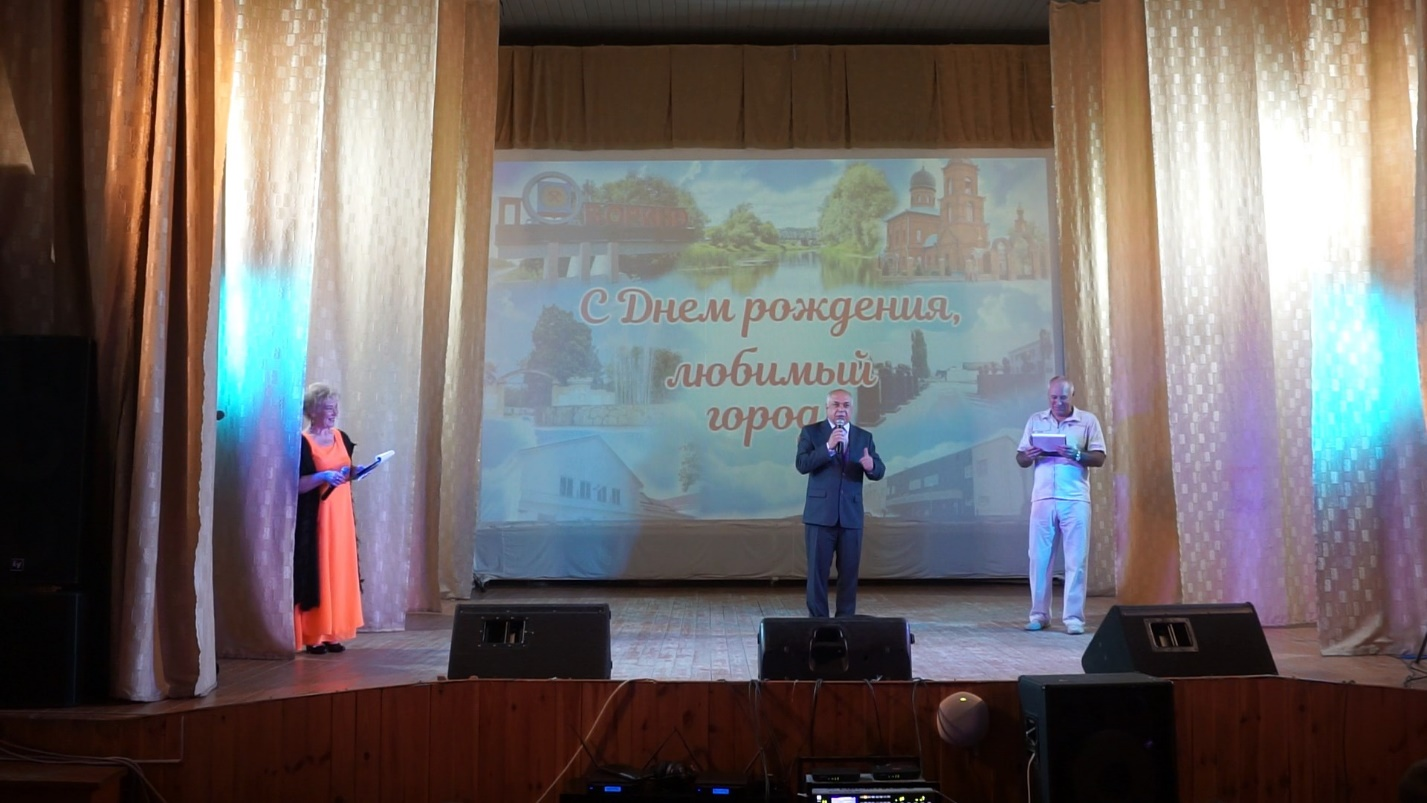 С Днем рождения,
любимый
город